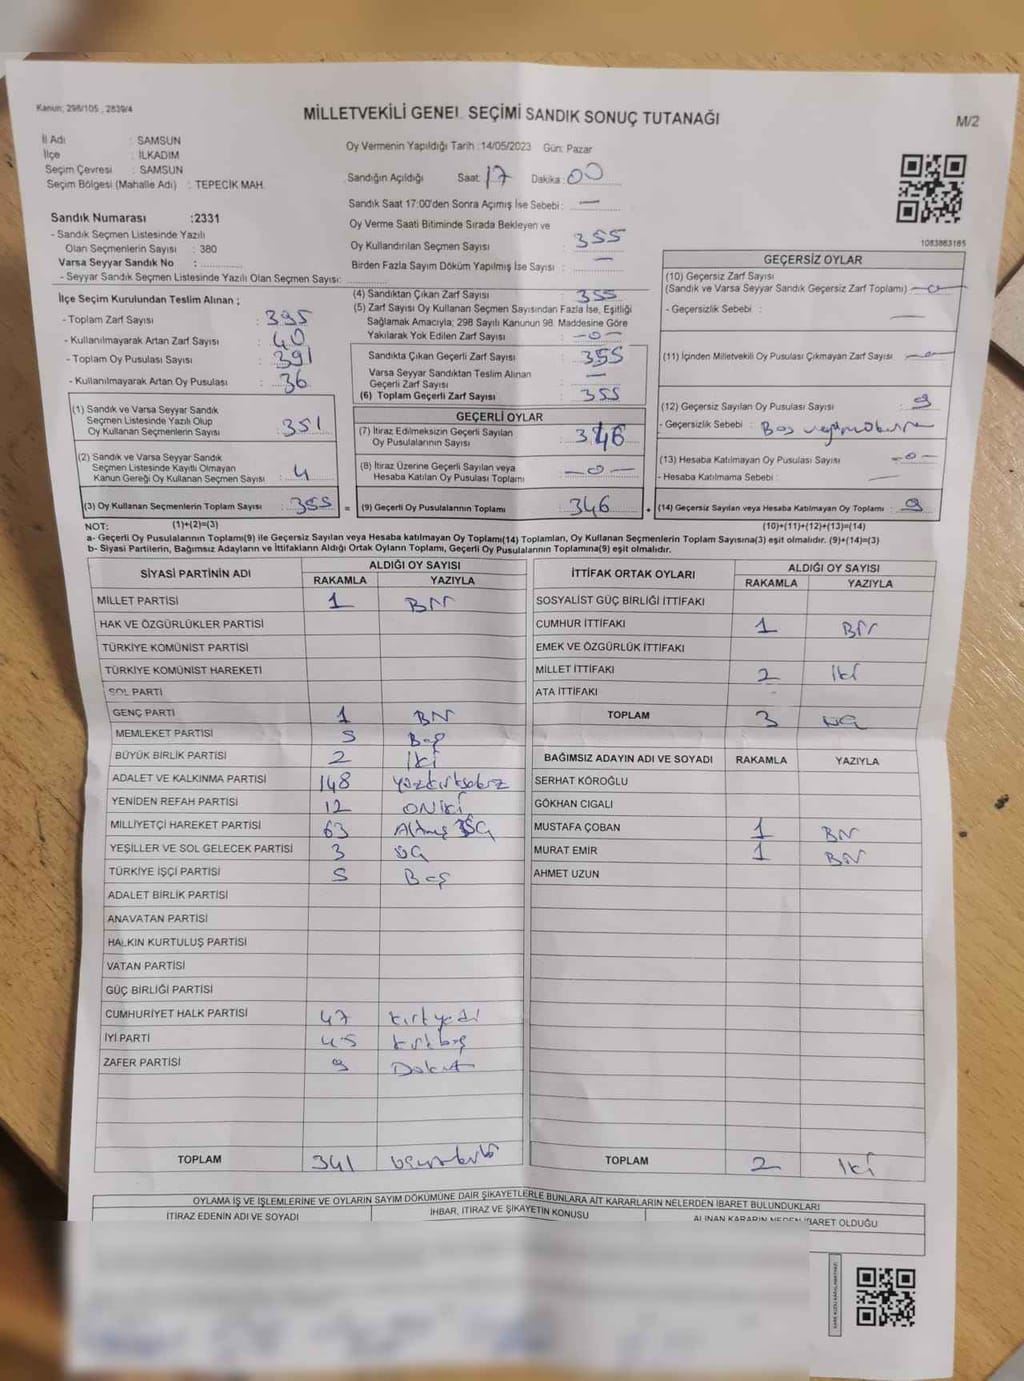 Kanun; 298/105 , 2839/4
MİLLETVEKİLİ GENEL SEÇİMİ SANDIK SONUÇ TUTANAĞI
M/2
İl Adı : SAMSUN
İlçe : İLKADIM
Seçim Çevresi : SAMSUN
Seçim Bölgesi (Mahalle Adı) : TEPECİK MAH.
Sandık Numarası :2331
- Sandık Seçmen Listesinde Yazılı
Olan Seçmenlerin Sayısı : 380
Varsa Seyyar Sandık No :
- Seyyar Sandık Seçmen Listesinde Yazılı Olan Seçmen Sayısı:
Oy Vermenin Yapıldığı Tarih :14/05/2023 Gün: Pazar
Sandığın Açıldığı Saat: 17 Dakika: 00
Sandık Saat 17:00'den Sonra Açımış İse Sebebi : —
Oy Verme Saati Bitiminde Sırada Bekleyen ve
Oy Kullandırılan Seçmen Sayısı : 355
Birden Fazla Sayım Döküm Yapılmış İse Sayısı : —
1083863165
İlçe Seçim Kurulundan Teslim Alınan ;
- Toplam Zarf Sayısı : 395
- Kullanılmayarak Artan Zarf Sayısı : 40
- Toplam Oy Pusulası Sayısı : 391
- Kullanılmayarak Artan Oy Pusulası : 36
(1) Sandık ve Varsa Seyyar Sandık
Seçmen Listesinde Yazılı Olup
Oy Kullanan Seçmenlerin Sayısı : 351
(2) Sandık ve Varsa Seyyar Sandık
Seçmen Listesinde Kayıtlı Olmayan
Kanun Gereği Oy Kullanan Seçmen Sayısı : 4
(3) Oy Kullanan Seçmenlerin Toplam Sayısı : 355 =
(4) Sandıktan Çıkan Zarf Sayısı : 355
(5) Zarf Sayısı Oy Kullanan Seçmen Sayısından Fazla İse, Eşitliği
Sağlamak Amacıyla; 298 Sayılı Kanunun 98. Maddesine Göre
Yakılarak Yok Edilen Zarf Sayısı : —0—
Sandıkta Çıkan Geçerli Zarf Sayısı : 355
Varsa Seyyar Sandıktan Teslim Alınan
Geçerli Zarf Sayısı : —
(6) Toplam Geçerli Zarf Sayısı : 355
GEÇERLİ OYLAR
(7) İtiraz Edilmeksizin Geçerli Sayılan
Oy Pusulalarının Sayısı : 346
(8) İtiraz Üzerine Geçerli Sayılan veya
Hesaba Katılan Oy Pusulası Toplamı : —0—
(9) Geçerli Oy Pusulalarının Toplamı : 346
GEÇERSİZ OYLAR
(10) Geçersiz Zarf Sayısı
(Sandık ve Varsa Seyyar Sandık Geçersiz Zarf Toplamı) : —0—
- Geçersizlik Sebebi : —
(11) İçinden Milletvekili Oy Pusulası Çıkmayan Zarf Sayısı : —0—
(12) Geçersiz Sayılan Oy Pusulası Sayısı : 9
- Geçersizlik Sebebi : Boş
(13) Hesaba Katılmayan Oy Pusulası Sayısı : —0—
- Hesaba Katılmama Sebebi : —
(14) Geçersiz Sayılan veya Hesaba Katılmayan Oy Toplamı : 9
NOT: (1)+(2)=(3)
(10)+(11)+(12)+(13)=(14)
a- Geçerli Oy Pusulalarının Toplamı(9) ile Geçersiz Sayılan veya Hesaba katılmayan Oy Toplamı(14) Toplamları, Oy Kullanan Seçmenlerin Toplam Sayısına(3) eşit olmalıdır. (9)+(14)=(3)
b- Siyasi Partilerin, Bağımsız Adayların ve İttifakların Aldığı Ortak Oyların Toplamı, Geçerli Oy Pusulalarının Toplamına(9) eşit olmalıdır.
SİYASİ PARTİNİN ADI ALDIĞI OY SAYISI
RAKAMLA YAZIYLA
MİLLET PARTİSİ 1 BİR
HAK VE ÖZGÜRLÜKLER PARTİSİ
TÜRKİYE KOMÜNİST PARTİSİ
TÜRKİYE KOMÜNİST HAREKETİ
SOL PARTİ
GENÇ PARTİ 1 BİR
MEMLEKET PARTİSİ 5 Beş
BÜYÜK BİRLİK PARTİSİ 2 İki
ADALET VE KALKINMA PARTİSİ 148 yüzkırksekiz
YENİDEN REFAH PARTİSİ 12 ONİKİ
MİLLİYETÇİ HAREKET PARTİSİ 63 Altmış üç
YEŞİLLER VE SOL GELECEK PARTİSİ 3 üç
TÜRKİYE İŞÇİ PARTİSİ 5 Beş
ADALET BİRLİK PARTİSİ
ANAVATAN PARTİSİ
HALKIN KURTULUŞ PARTİSİ
VATAN PARTİSİ
GÜÇ BİRLİĞİ PARTİSİ
CUMHURİYET HALK PARTİSİ 47 kırkyedi
İYİ PARTİ 45 kırkbeş
ZAFER PARTİSİ 9 Dokuz
TOPLAM 341 üçyüzkırkbir
İTTİFAK ORTAK OYLARI ALDIĞI OY SAYISI
RAKAMLA YAZIYLA
SOSYALİST GÜÇ BİRLİĞİ İTTİFAKI
CUMHUR İTTİFAKI 1 BİR
EMEK VE ÖZGÜRLÜK İTTİFAKI
MİLLET İTTİFAKI 2 İki
ATA İTTİFAKI
TOPLAM 3 üç
BAĞIMSIZ ADAYIN ADI VE SOYADI RAKAMLA YAZIYLA
SERHAT KÖROĞLU
GÖKHAN CIGALI
MUSTAFA ÇOBAN 1 BİR
MURAT EMİR 1 BİR
AHMET UZUN
TOPLAM 2 İki
OYLAMA İŞ VE İŞLEMLERİNE VE OYLARIN SAYIM DÖKÜMÜNE DAİR ŞİKAYETLERLE BUNLARA AİT KARARLARIN NELERDEN İBARET BULUNDUKLARI
İTİRAZ EDENİN ADI VE SOYADI İHBAR, İTİRAZ VE ŞİKAYETİN KONUSU ALINAN KARARIN NEDEN İBARET OLDUĞU